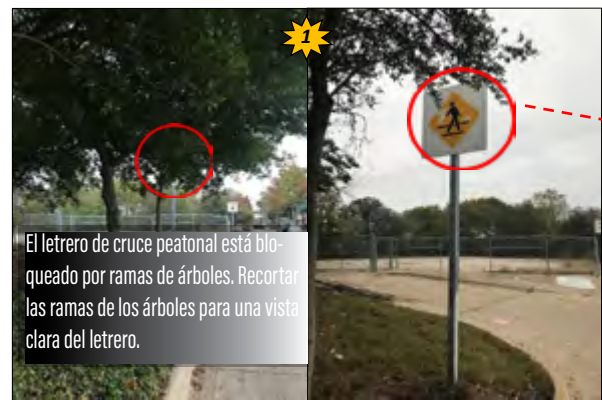 1
El letrero de cruce peatonal está blo-
queado por ramas de árboles. Recortar
las ramas de los árboles para una vista
clara del letrero.